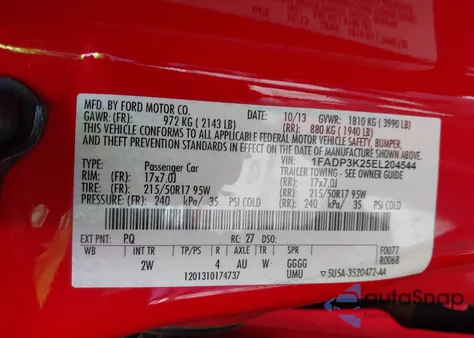 MFD. BY FORD MOTOR CO.
DATE: 10/13 GVWR: 1810 KG ( 3990 LB)
GAWR: (FR) 972 KG ( 2143 LB) (RR): 880 KG ( 1940 LB)
THIS VEHICLE CONFORMS TO ALL APPLICABLE FEDERAL MOTOR VEHICLE SAFETY, BUMPER,
AND THEFT PREVENTION STANDARDS IN EFFECT ON THE DATE OF MANUFACTURE SHOWN ABOVE.
VIN: 1FADP3K25EL204544
TYPE: Passenger Car TRAILER TOWING - SEE OWNER GUIDE
RIM: (FR) 17x7.0J (RR) 17x7.0J
TIRE: (FR) 215/50R17 95W (RR) 215/50R17 95W
PRESSURE: (FR) 240 kPa/ 35 PSI COLD (RR) 240 kPa/ 35 PSI COLD
EXT PNT: PQ RC: 27 DSO: F0077
WB INT TR TP/PS R AXLE TR SPR R0068
2W 4 AU W GGGG
1201310174737 UMU 5U5A-3520472-AA
autoSnap